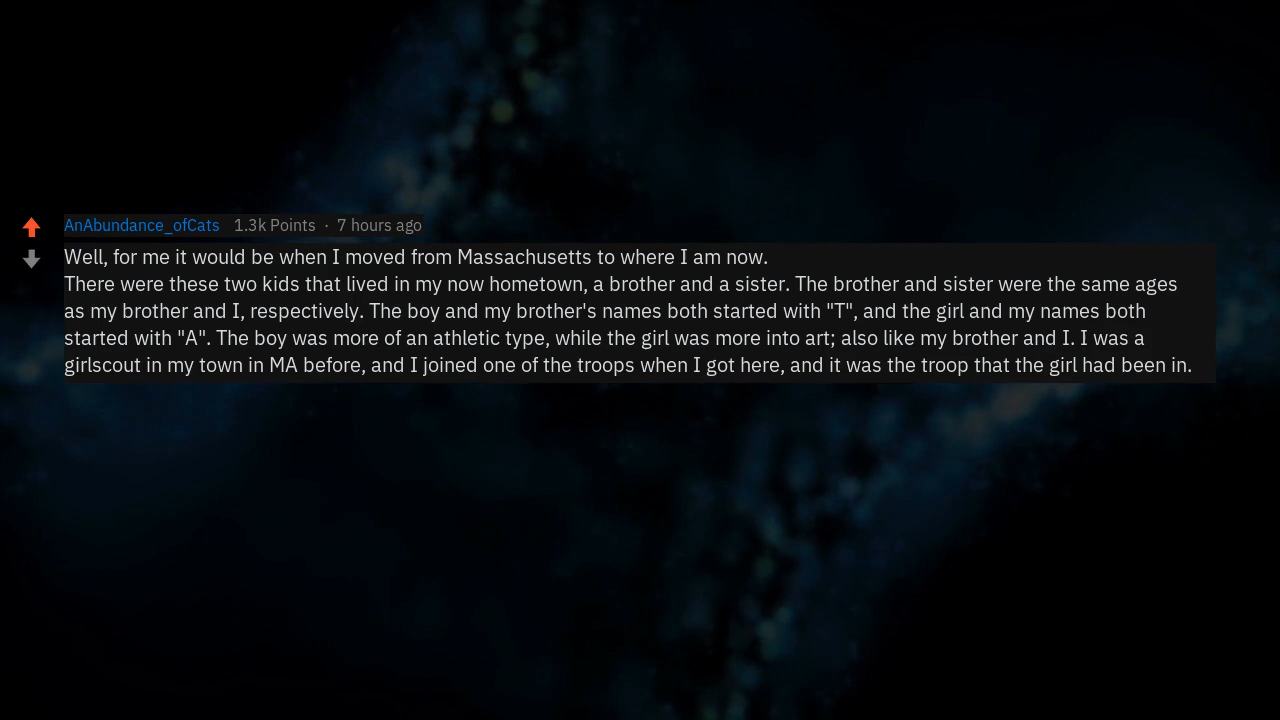 AnAbundance_ofCats 1.3k Points · 7 hours ago
Well, for me it would be when I moved from Massachusetts to where I am now.
There were these two kids that lived in my now hometown, a brother and a sister. The brother and sister were the same ages
as my brother and I, respectively. The boy and my brother's names both started with "T", and the girl and my names both
started with "A". The boy was more of an athletic type, while the girl was more into art; also like my brother and I. I was a
girlscout in my town in MA before, and I joined one of the troops when I got here, and it was the troop that the girl had been in.